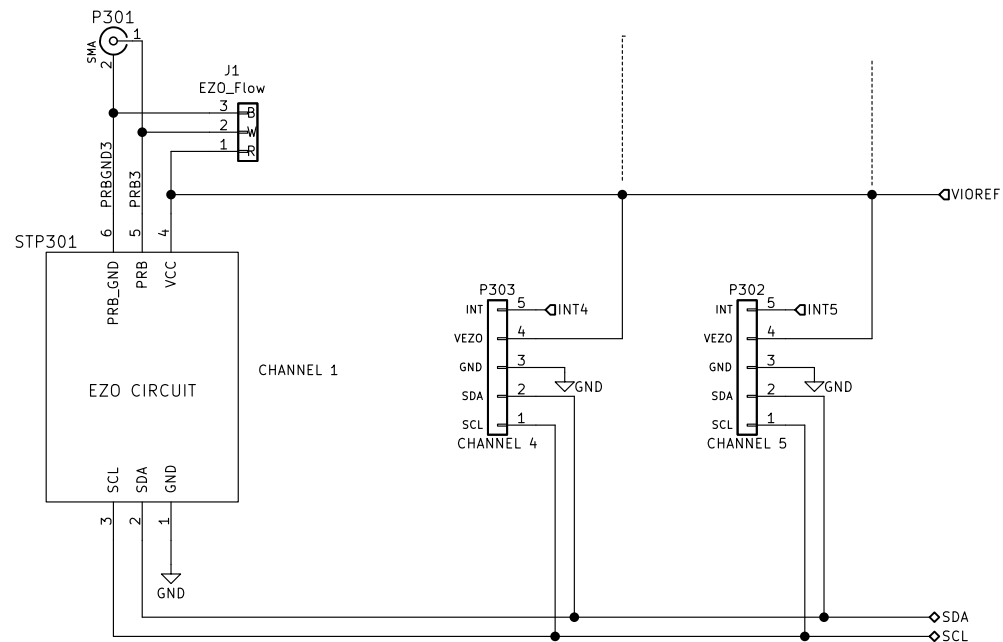 P301
1
SMA
2
J1
EZO_Flow
3 B
2 W
1 R
PRBGND3
PRB3
VIOREF
6 5 4
STP301
PRB_GND
PRB
VCC
EZO CIRCUIT
CHANNEL 1
SCL
SDA
GND
3 2 1
GND
P303
INT 5 INT4
VEZO 4
GND 3
GND
SDA 2
SCL 1
CHANNEL 4
P302
INT 5 INT5
VEZO 4
GND 3
GND
SDA 2
SCL 1
CHANNEL 5
SDA
SCL